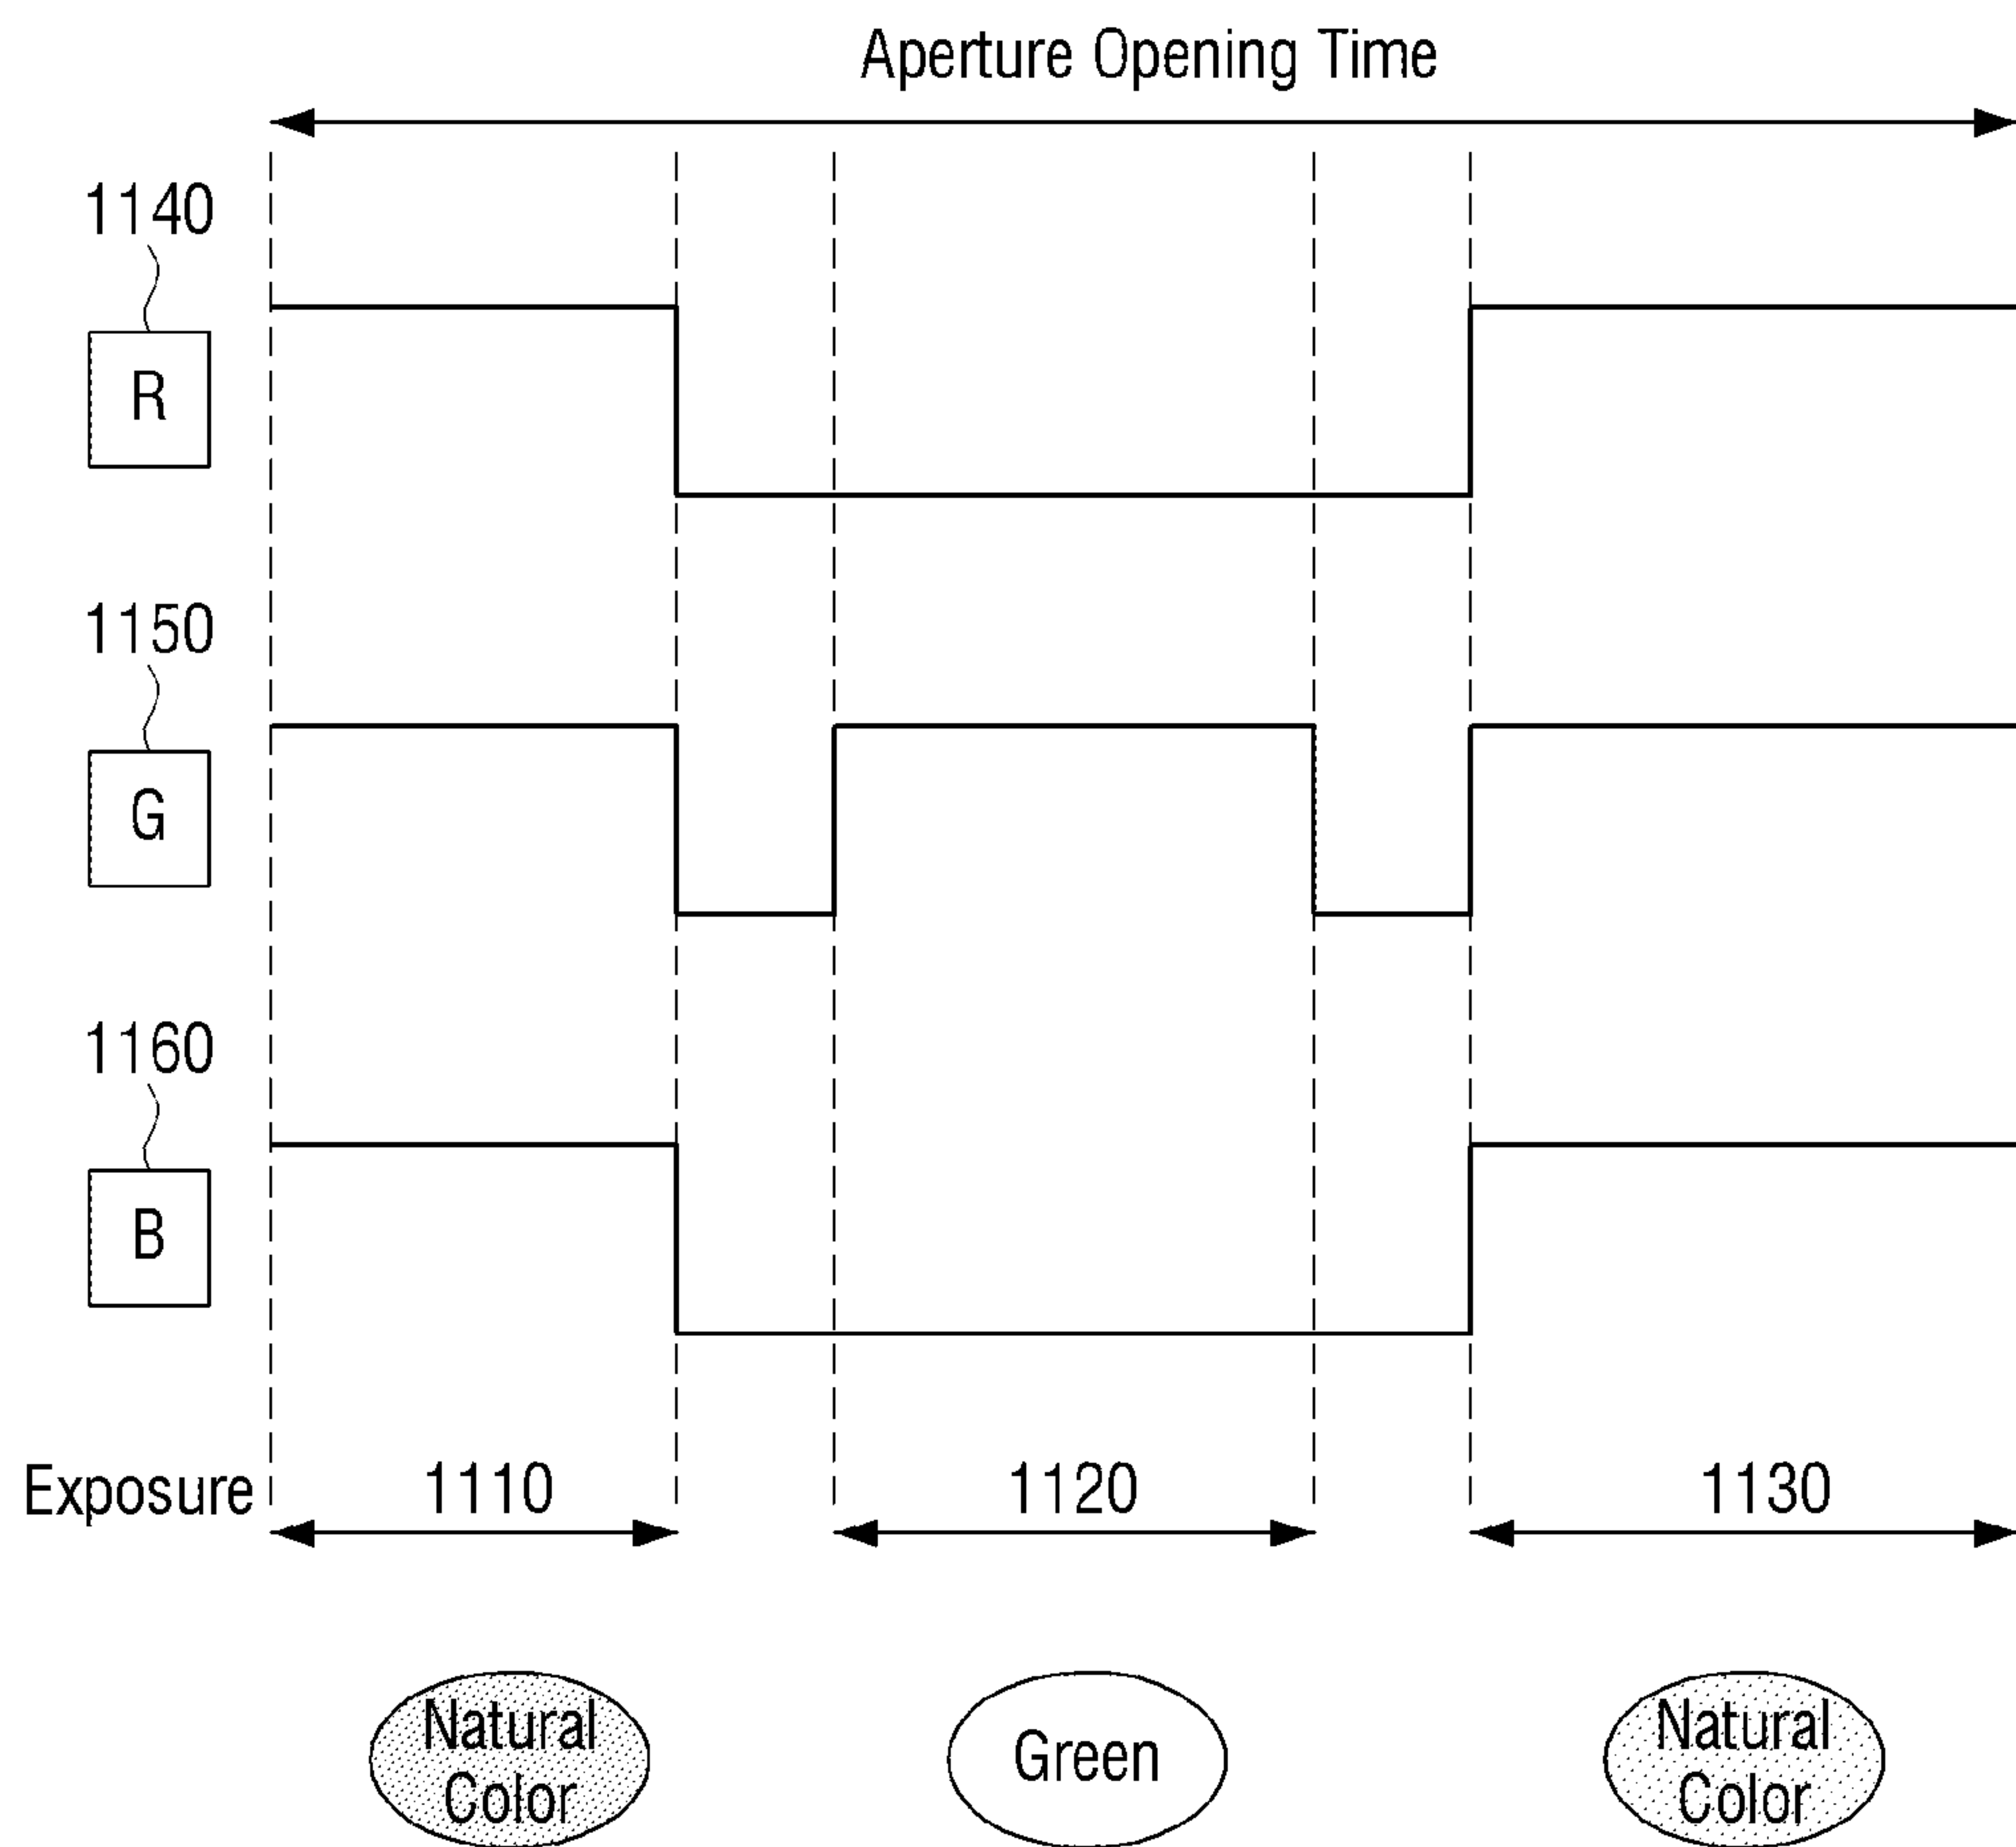 Aperture Opening Time
1140
R
1150
G
1160
B
Exposure 1110 1120 1130
Natural
Color
Green
Natural
Color